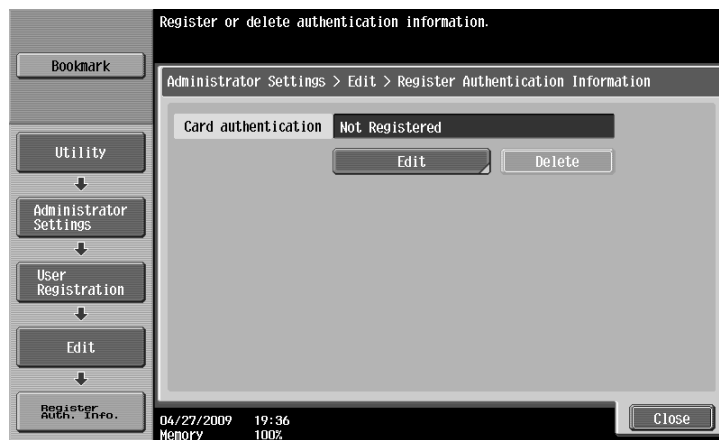 Register or delete authentication information.
Bookmark
Administrator Settings > Edit > Register Authentication Information
Card authentication Not Registered
Edit Delete
Utility
Administrator
Settings
User
Registration
Edit
Register
Auth. Info.
04/27/2009 19:36
Memory 100%
Close